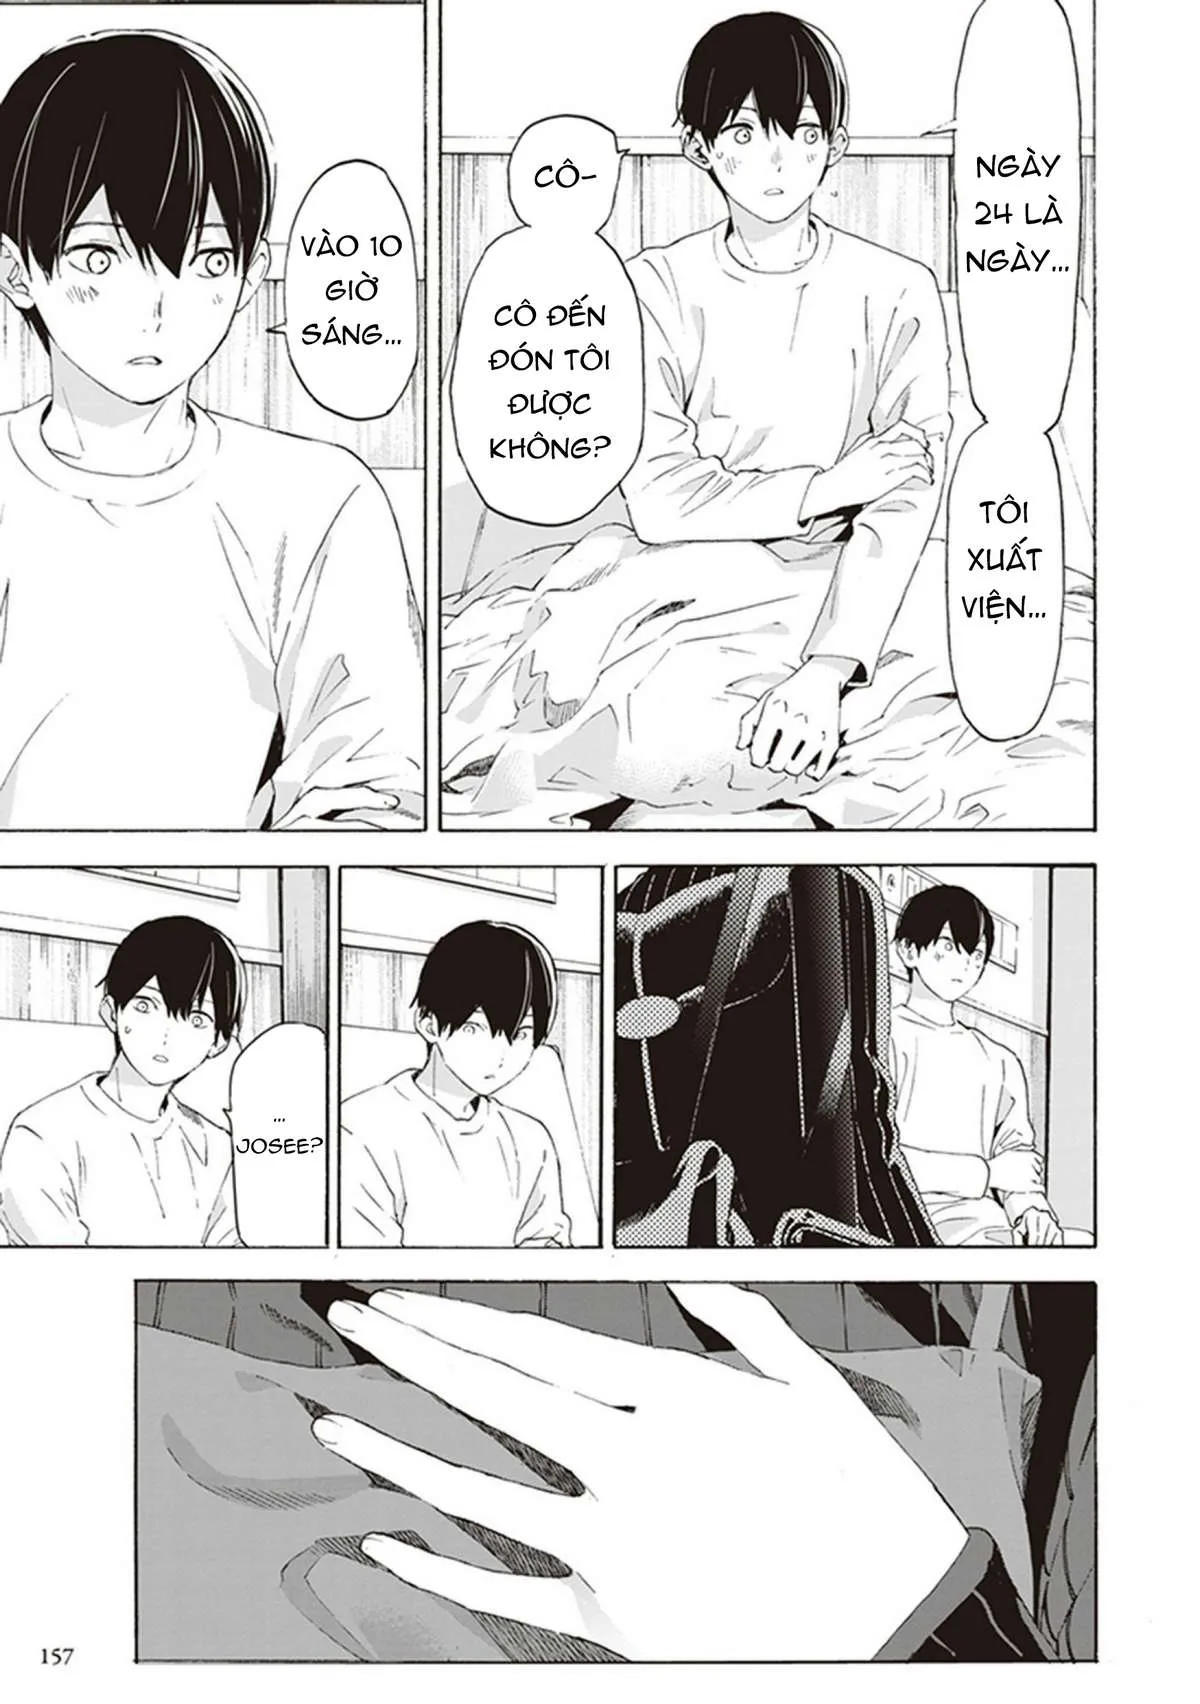 NGÀY
24 LÀ
NGÀY...
TÔI
XUẤT
VIỆN...
CÔ-
CÔ ĐẾN
ĐÓN TÔI
ĐƯỢC
KHÔNG?
VÀO 10
GIỜ
SÁNG...
...
JOSEE?
157